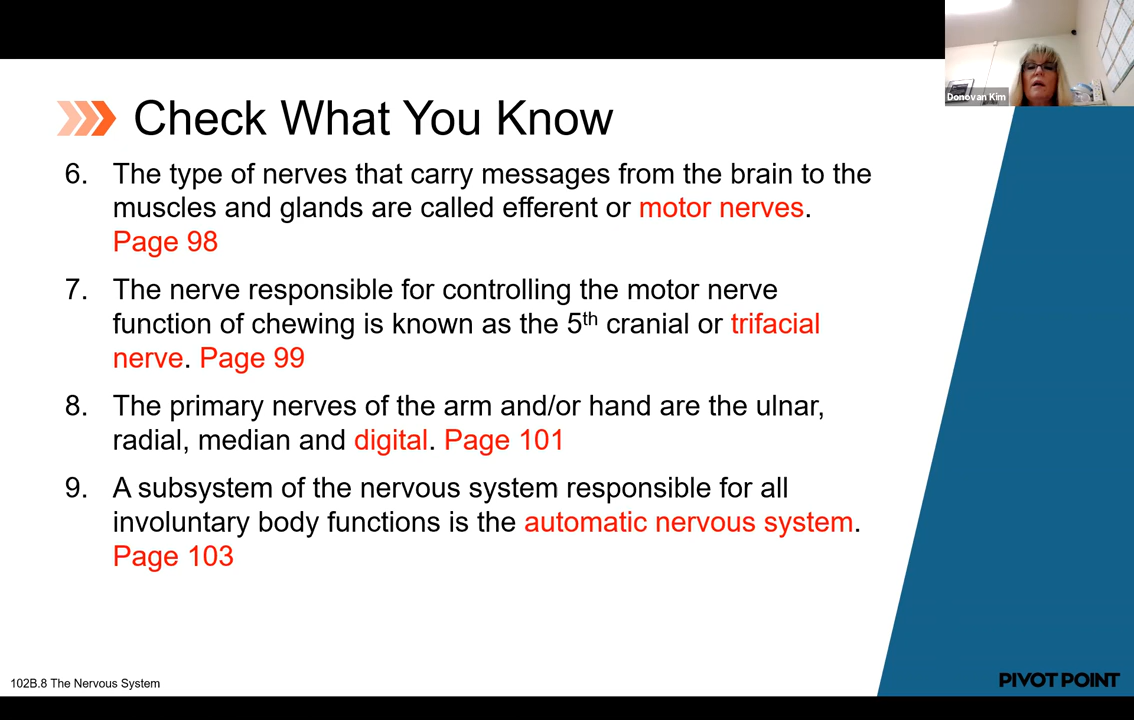 Donovan Kim
Check What You Know
6. The type of nerves that carry messages from the brain to the
muscles and glands are called efferent or motor nerves.
Page 98
7. The nerve responsible for controlling the motor nerve
function of chewing is known as the 5th cranial or trifacial
nerve. Page 99
8. The primary nerves of the arm and/or hand are the ulnar,
radial, median and digital. Page 101
9. A subsystem of the nervous system responsible for all
involuntary body functions is the automatic nervous system.
Page 103
102B.8 The Nervous System
PIVOT POINT